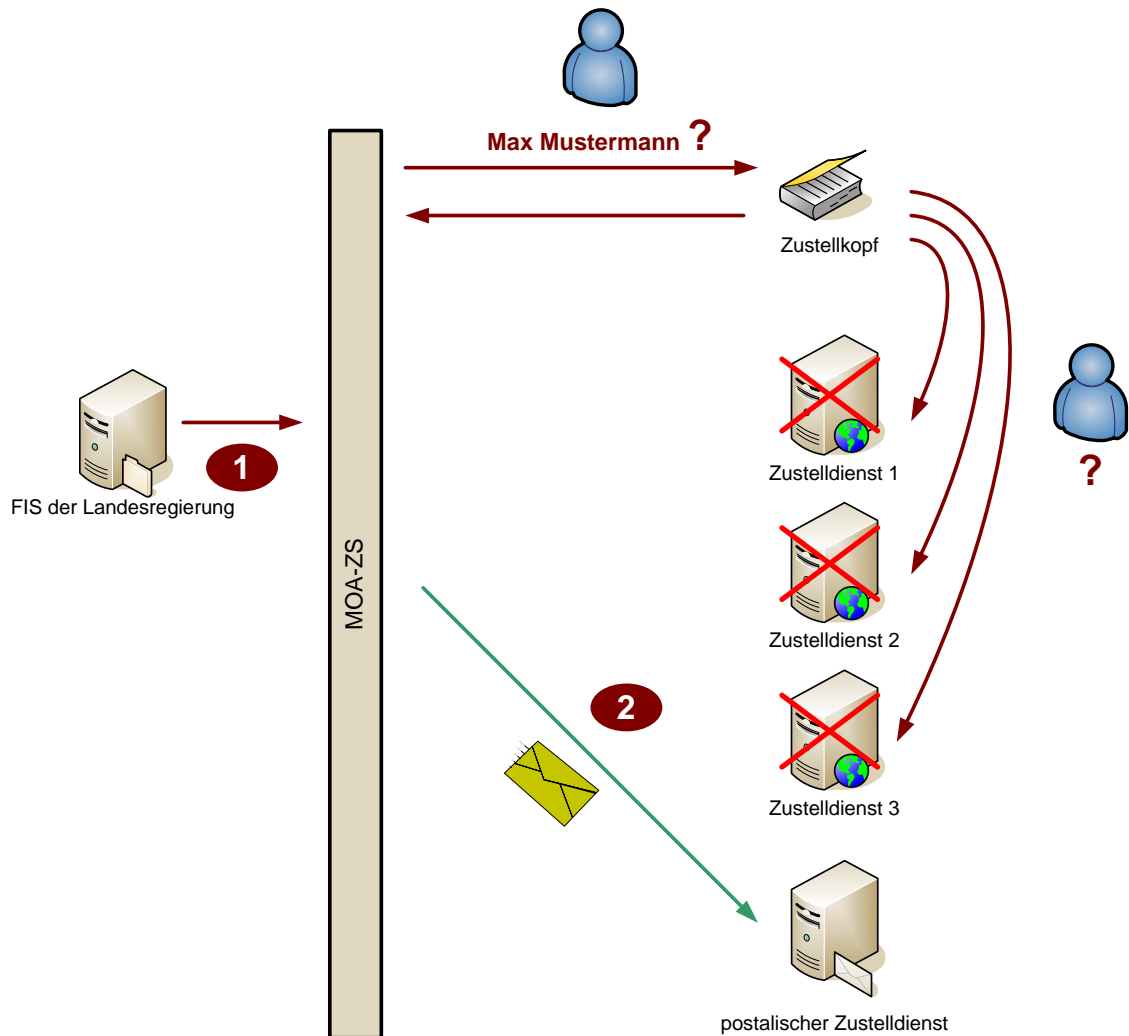 Max Mustermann ?
Zustellkopf
1
FIS der Landesregierung
MOA-ZS
Zustelldienst 1
?
Zustelldienst 2
2
Zustelldienst 3
postalischer Zustelldienst